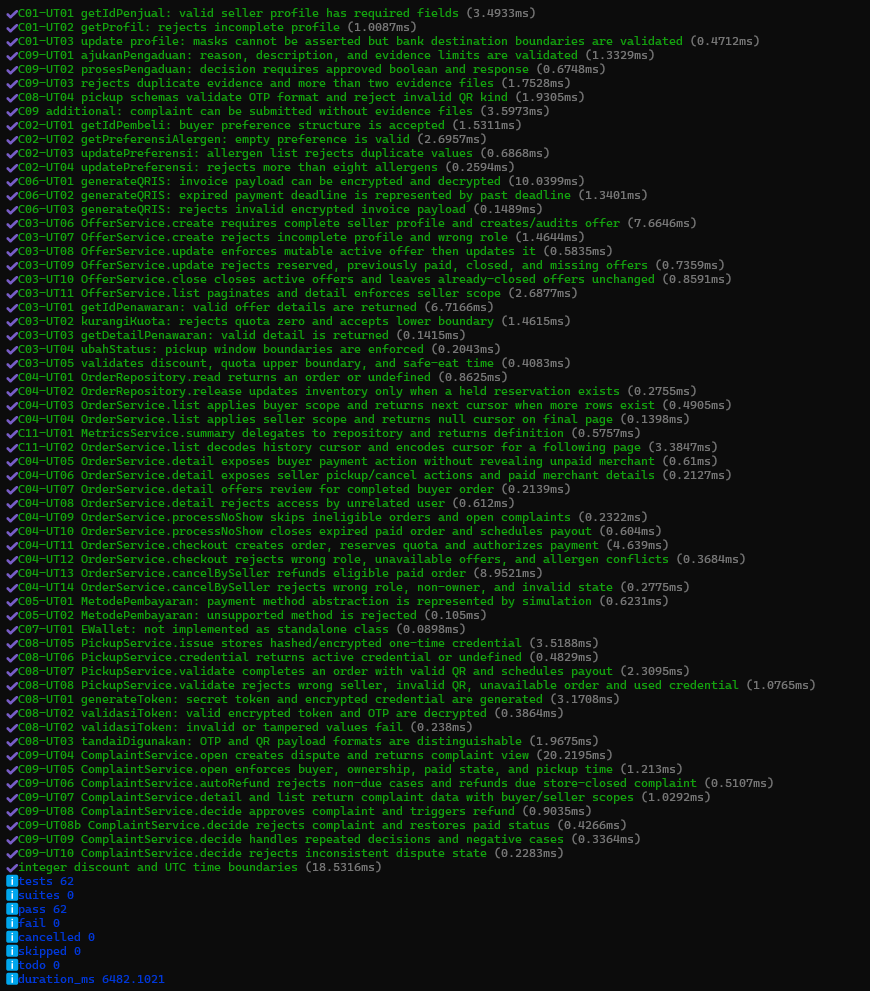 ✔C01-UT01 getIdPenjual: valid seller profile has required fields (3.4933ms)
✔C01-UT02 getProfil: rejects incomplete profile (1.0087ms)
✔C01-UT03 update profile: masks cannot be asserted but bank destination boundaries are validated (0.4712ms)
✔C09-UT01 ajukanPengaduan: reason, description, and evidence limits are validated (1.3329ms)
✔C09-UT02 prosesPengaduan: decision requires approved boolean and response (0.6748ms)
✔C09-UT03 rejects duplicate evidence and more than two evidence files (1.7528ms)
✔C08-UT04 pickup schemas validate OTP format and reject invalid QR kind (1.9305ms)
✔C09 additional: complaint can be submitted without evidence files (3.5973ms)
✔C02-UT01 getIdPembeli: buyer preference structure is accepted (1.5311ms)
✔C02-UT02 getPreferensiAlergen: empty preference is valid (2.6957ms)
✔C02-UT03 updatePreferensi: allergen list rejects duplicate values (0.6868ms)
✔C02-UT04 updatePreferensi: rejects more than eight allergens (0.2594ms)
✔C06-UT01 generateQRIS: invoice payload can be encrypted and decrypted (10.0399ms)
✔C06-UT02 generateQRIS: expired payment deadline is represented by past deadline (1.3401ms)
✔C06-UT03 generateQRIS: rejects invalid encrypted invoice payload (0.1489ms)
✔C03-UT06 OfferService.create requires complete seller profile and creates/audits offer (7.6646ms)
✔C03-UT07 OfferService.create rejects incomplete profile and wrong role (1.4644ms)
✔C03-UT08 OfferService.update enforces mutable active offer then updates it (0.5835ms)
✔C03-UT09 OfferService.update rejects reserved, previously paid, closed, and missing offers (0.7359ms)
✔C03-UT10 OfferService.close closes active offers and leaves already-closed offers unchanged (0.8591ms)
✔C03-UT11 OfferService.list paginates and detail enforces seller scope (2.6877ms)
✔C03-UT01 getIdPenawaran: valid offer details are returned (6.7166ms)
✔C03-UT02 kurangiKuota: rejects quota zero and accepts lower boundary (1.4615ms)
✔C03-UT03 getDetailPenawaran: valid detail is returned (0.1415ms)
✔C03-UT04 ubahStatus: pickup window boundaries are enforced (0.2043ms)
✔C03-UT05 validates discount, quota upper boundary, and safe-eat time (0.4083ms)
✔C04-UT01 OrderRepository.read returns an order or undefined (0.8625ms)
✔C04-UT02 OrderRepository.release updates inventory only when a held reservation exists (0.2755ms)
✔C04-UT03 OrderService.list applies buyer scope and returns next cursor when more rows exist (0.4905ms)
✔C04-UT04 OrderService.list applies seller scope and returns null cursor on final page (0.1398ms)
✔C11-UT01 MetricsService.summary delegates to repository and returns definition (0.5757ms)
✔C11-UT02 OrderService.list decodes history cursor and encodes cursor for a following page (3.3847ms)
✔C04-UT05 OrderService.detail exposes buyer payment action without revealing unpaid merchant (0.61ms)
✔C04-UT06 OrderService.detail exposes seller pickup/cancel actions and paid merchant details (0.2127ms)
✔C04-UT07 OrderService.detail offers review for completed buyer order (0.2139ms)
✔C04-UT08 OrderService.detail rejects access by unrelated user (0.612ms)
✔C04-UT09 OrderService.processNoShow skips ineligible orders and open complaints (0.2322ms)
✔C04-UT10 OrderService.processNoShow closes expired paid order and schedules payout (0.604ms)
✔C04-UT11 OrderService.checkout creates order, reserves quota and authorizes payment (4.639ms)
✔C04-UT12 OrderService.checkout rejects wrong role, unavailable offers, and allergen conflicts (0.3684ms)
✔C04-UT13 OrderService.cancelBySeller refunds eligible paid order (8.9521ms)
✔C04-UT14 OrderService.cancelBySeller rejects wrong role, non-owner, and invalid state (0.2775ms)
✔C05-UT01 MetodePembayaran: payment method abstraction is represented by simulation (0.6231ms)
✔C05-UT02 MetodePembayaran: unsupported method is rejected (0.105ms)
✔C07-UT01 EWallet: not implemented as standalone class (0.0898ms)
✔C08-UT05 PickupService.issue stores hashed/encrypted one-time credential (3.5188ms)
✔C08-UT06 PickupService.credential returns active credential or undefined (0.4829ms)
✔C08-UT07 PickupService.validate completes an order with valid QR and schedules payout (2.3095ms)
✔C08-UT08 PickupService.validate rejects wrong seller, invalid QR, unavailable order and used credential (1.0765ms)
✔C08-UT01 generateToken: secret token and encrypted credential are generated (3.1708ms)
✔C08-UT02 validasiToken: valid encrypted token and OTP are decrypted (0.3864ms)
✔C08-UT02 validasiToken: invalid or tampered values fail (0.238ms)
✔C08-UT03 tandaiDigunakan: OTP and QR payload formats are distinguishable (1.9675ms)
✔C09-UT04 ComplaintService.open creates dispute and returns complaint view (20.2195ms)
✔C09-UT05 ComplaintService.open enforces buyer, ownership, paid state, and pickup time (1.213ms)
✔C09-UT06 ComplaintService.autoRefund rejects non-due cases and refunds due store-closed complaint (0.5107ms)
✔C09-UT07 ComplaintService.detail and list return complaint data with buyer/seller scopes (1.0292ms)
✔C09-UT08 ComplaintService.decide approves complaint and triggers refund (0.9035ms)
✔C09-UT08b ComplaintService.decide rejects complaint and restores paid status (0.4266ms)
✔C09-UT09 ComplaintService.decide handles repeated decisions and negative cases (0.3364ms)
✔C09-UT10 ComplaintService.decide rejects inconsistent dispute state (0.2283ms)
✔integer discount and UTC time boundaries (18.5316ms)
ℹtests 62
ℹsuites 0
ℹpass 62
ℹfail 0
ℹcancelled 0
ℹskipped 0
ℹtodo 0
ℹduration_ms 6482.1021